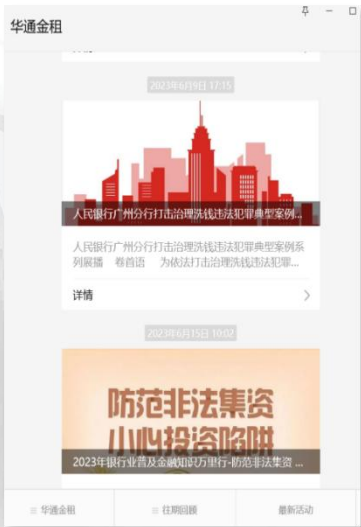 华通金租
2023年6月9日 17:15
人民银行广州分行打击治理洗钱违法犯罪典型案例...
人民银行广州分行打击治理洗钱违法犯罪典型案例系
列展播 卷首语 为依法打击治理洗钱违法犯罪...
详情
2023年6月15日 10:02
防范非法集资
小心投资陷阱
2023年银行业普及金融知识万里行-防范非法集资 ...
华通金租
往期回顾
最新活动